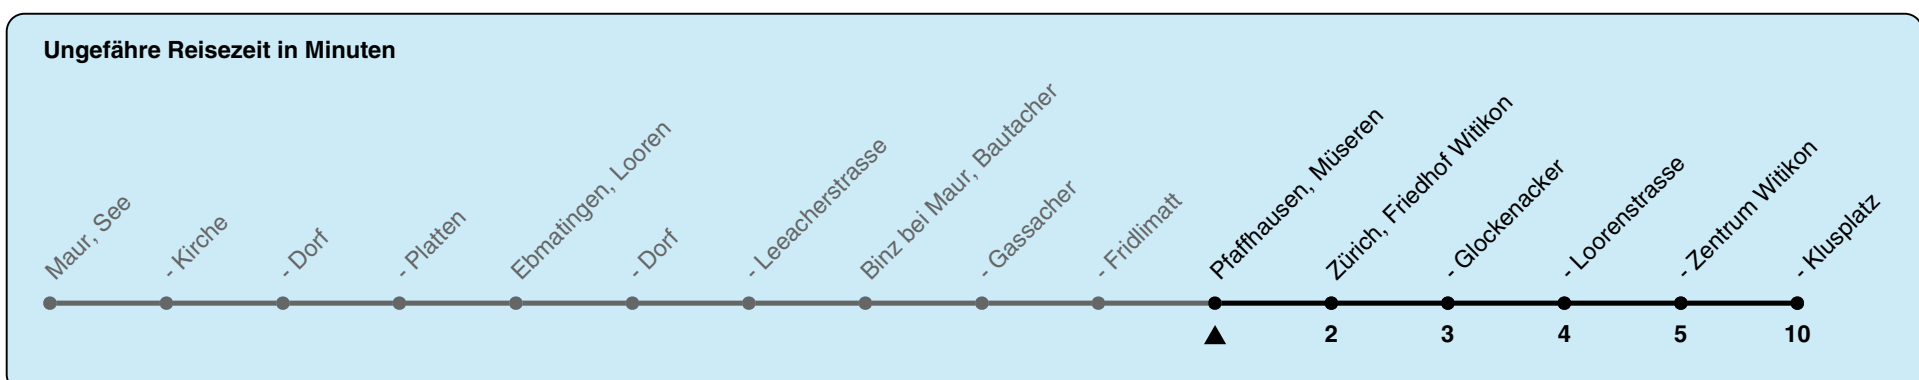 Ungefähre Reisezeit in Minuten
Maur, See
- Kirche
- Dorf
- Platten
Ebmatingen, Looren
- Dorf
- Leeacherstrasse
Binz bei Maur, Bautacher
- Gassacher
- Fridlimatt
Pfaffhausen, Müseren
Zürich, Friedhof Witikon
- Glockenacker
- Loorenstrasse
- Zentrum Witikon
- Klusplatz
2 3 4 5 10